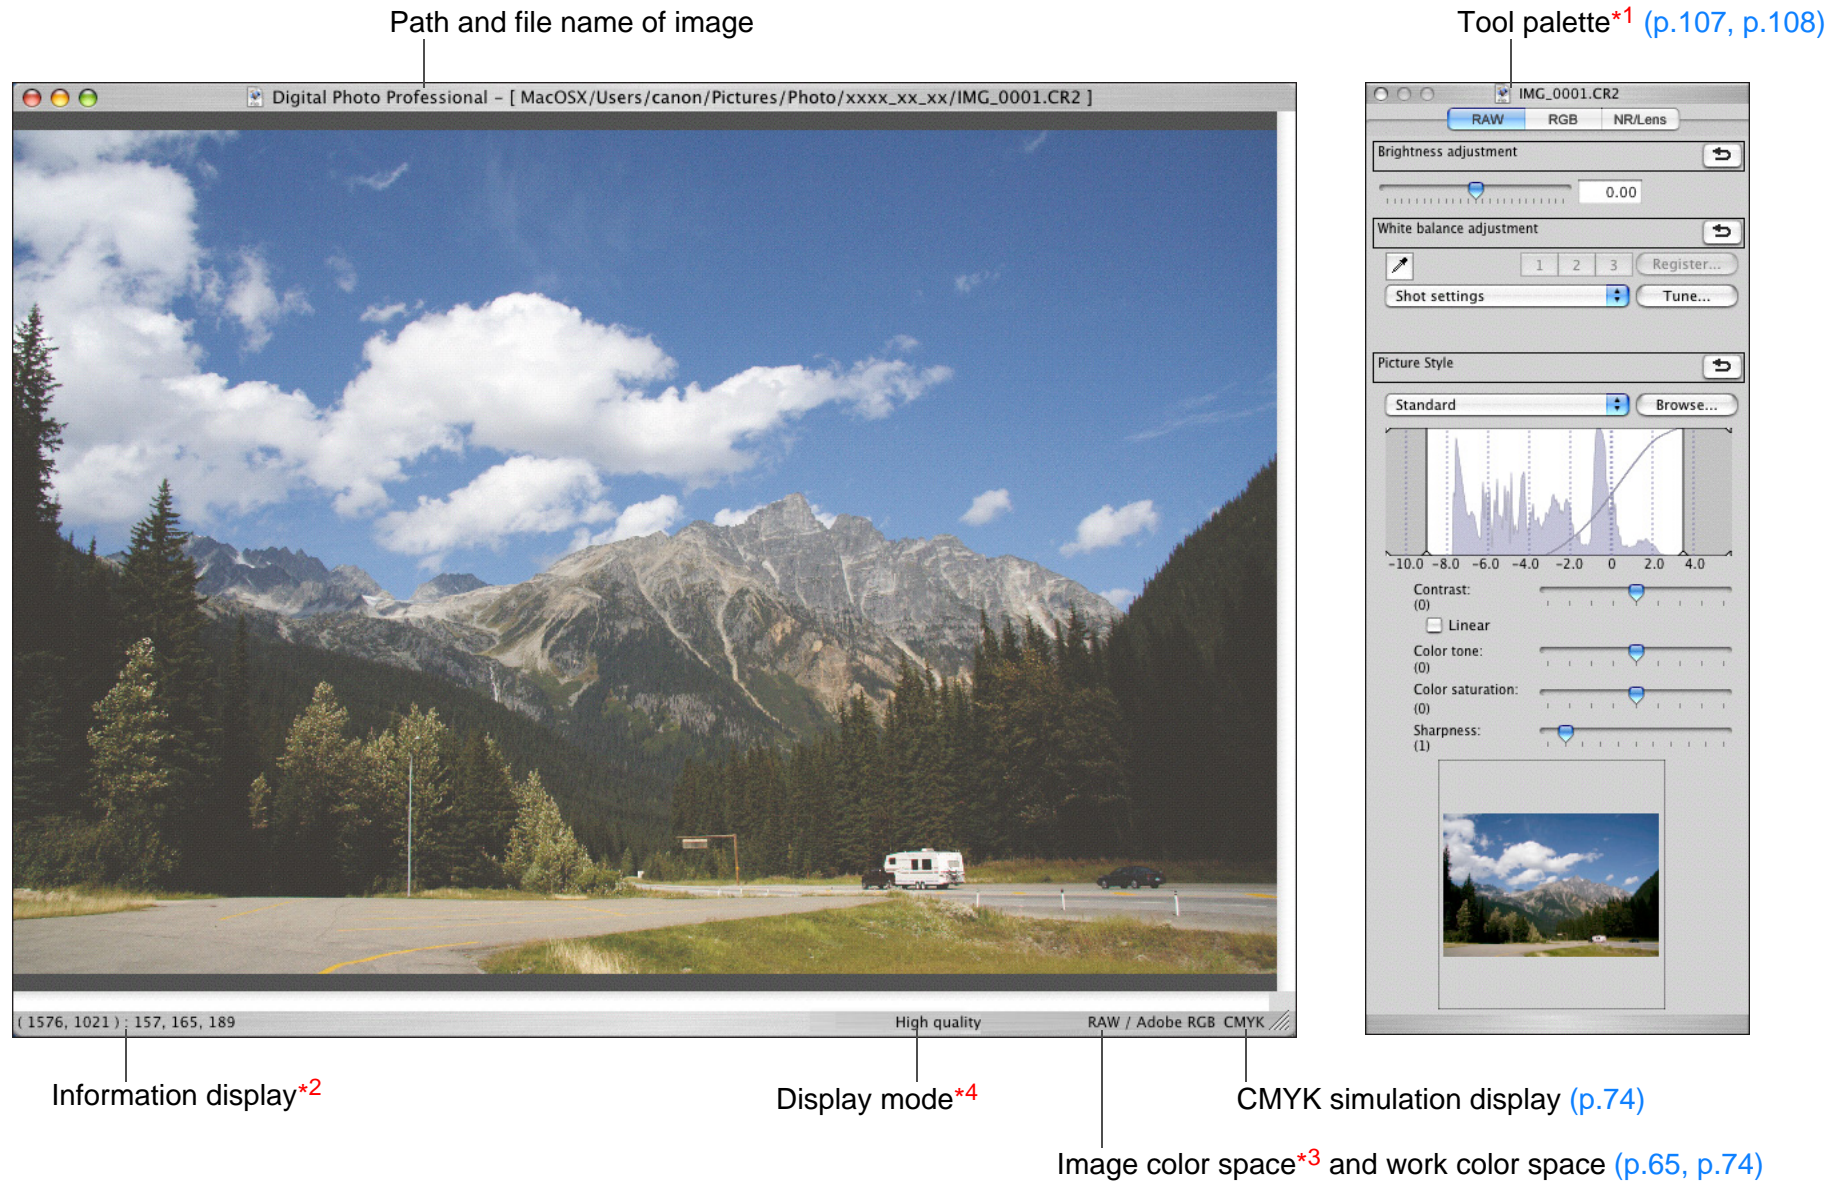 Path and file name of image
Tool palette*1 (p.107, p.108)
Digital Photo Professional – [ MacOSX/Users/canon/Pictures/Photo/xxxx_xx_xx/IMG_0001.CR2 ]
IMG_0001.CR2
RAW RGB NR/Lens
Brightness adjustment
0.00
White balance adjustment
1 2 3 Register...
Shot settings Tune...
Picture Style
Standard Browse...
-10.0 -8.0 -6.0 -4.0 -2.0 0 2.0 4.0
Contrast:
(0)
Linear
Color tone:
(0)
Color saturation:
(0)
Sharpness:
(1)
( 1576, 1021 ) : 157, 165, 189 High quality RAW / Adobe RGB CMYK
Information display*2
Display mode*4
CMYK simulation display (p.74)
Image color space*3 and work color space (p.65, p.74)